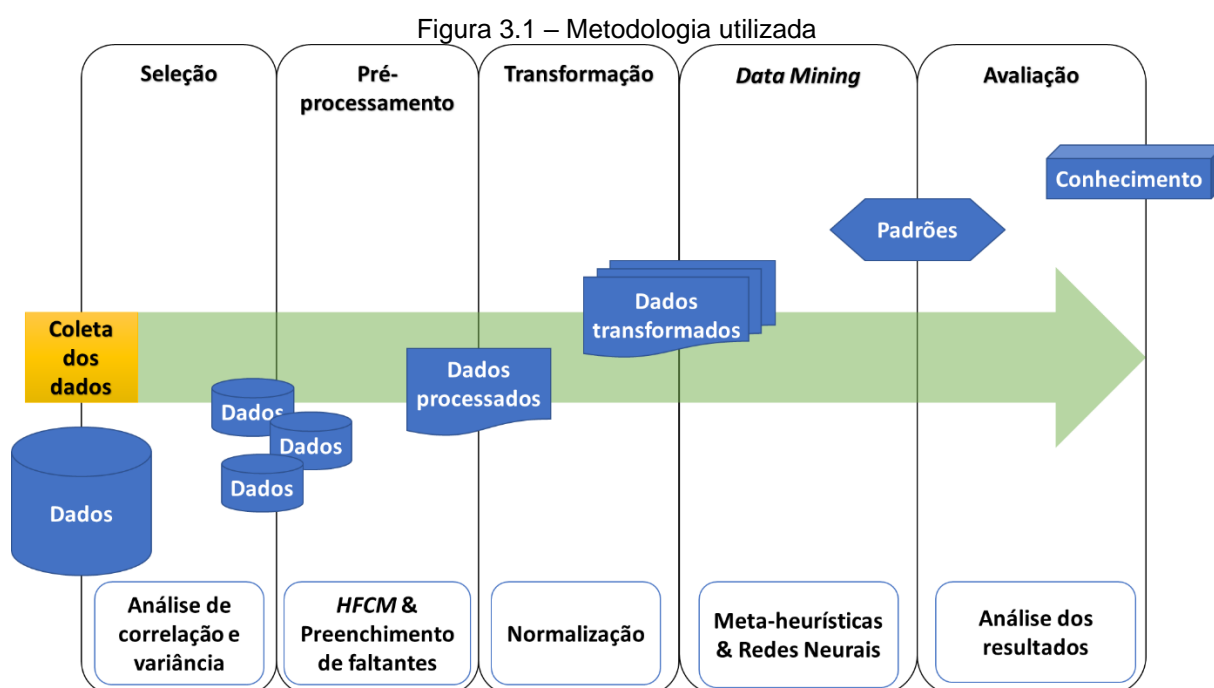 Figura 3.1 – Metodologia utilizada
Seleção
Pré-
processamento
Transformação
Data Mining
Avaliação
Conhecimento
Padrões
Dados
transformados
Coleta
dos
dados
Dados
processados
Dados
Dados
Dados
Dados
Análise de
correlação e
variância
HFCM &
Preenchimento
de faltantes
Normalização
Meta-heurísticas
& Redes Neurais
Análise dos
resultados